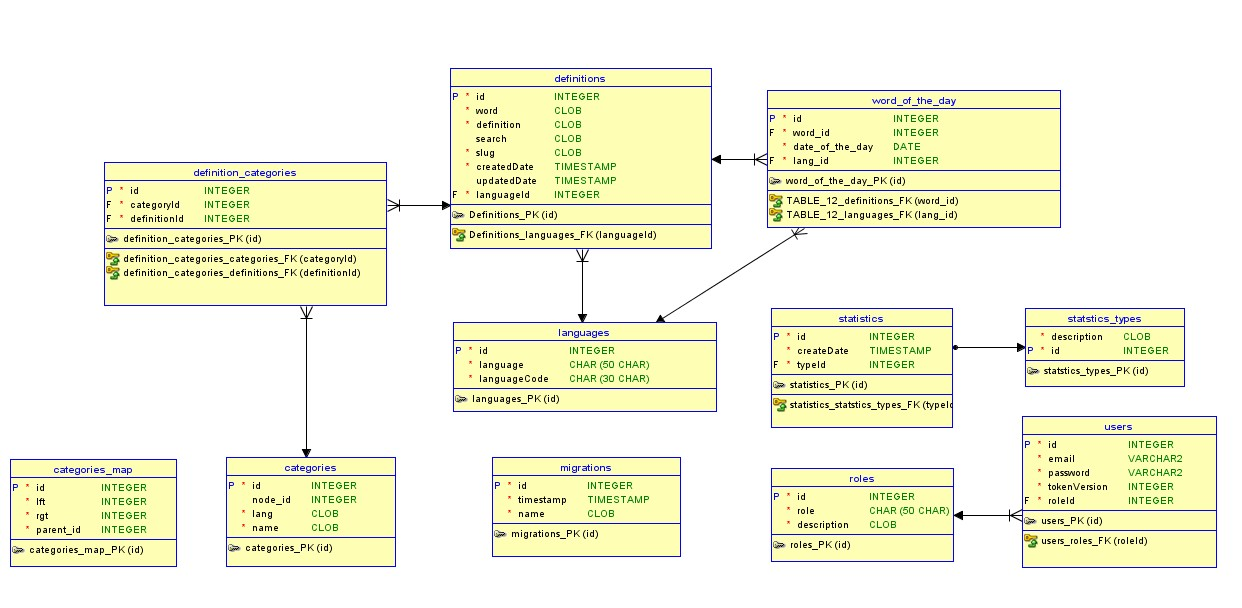 definitions
P * id INTEGER
* word CLOB
* definition CLOB
search CLOB
* slug CLOB
* createdDate TIMESTAMP
updatedDate TIMESTAMP
F * languageId INTEGER
Definitions_PK (id)
Definitions_languages_FK (languageId)
word_of_the_day
P * id INTEGER
F * word_id INTEGER
* date_of_the_day DATE
F * lang_id INTEGER
word_of_the_day_PK (id)
TABLE_12_definitions_FK (word_id)
TABLE_12_languages_FK (lang_id)
definition_categories
P * id INTEGER
F * categoryId INTEGER
F * definitionId INTEGER
definition_categories_PK (id)
definition_categories_categories_FK (categoryId)
definition_categories_definitions_FK (definitionId)
languages
P * id INTEGER
* language CHAR (50 CHAR)
* languageCode CHAR (30 CHAR)
languages_PK (id)
statistics
P * id INTEGER
* createDate TIMESTAMP
F * typeId INTEGER
statistics_PK (id)
statistics_statstics_types_FK (typeId
statstics_types
* description CLOB
P * id INTEGER
statstics_types_PK (id)
categories_map
P * id INTEGER
* lft INTEGER
* rgt INTEGER
* parent_id INTEGER
categories_map_PK (id)
categories
P * id INTEGER
node_id INTEGER
* lang CLOB
* name CLOB
categories_PK (id)
migrations
P * id INTEGER
* timestamp TIMESTAMP
* name CLOB
migrations_PK (id)
roles
P * id INTEGER
* role CHAR (50 CHAR)
* description CLOB
roles_PK (id)
users
P * id INTEGER
* email VARCHAR2
* password VARCHAR2
* tokenVersion INTEGER
F * roleId INTEGER
users_PK (id)
users_roles_FK (roleId)